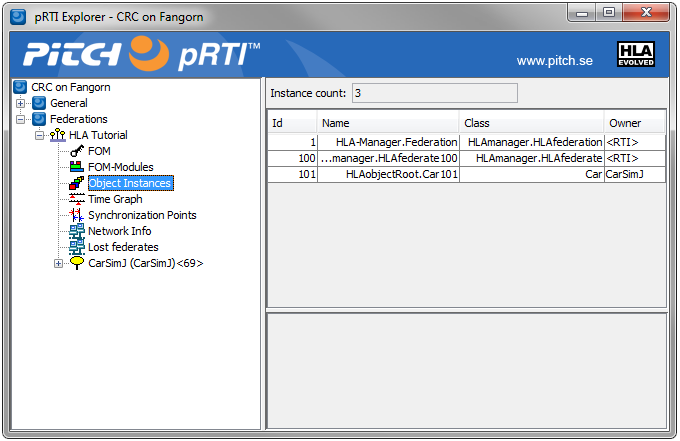 pRTI Explorer - CRC on Fangorn
PITCH pRTI™
www.pitch.se
HLA
EVOLVED
CRC on Fangorn
General
Federations
HLA Tutorial
FOM
FOM-Modules
Object Instances
Time Graph
Synchronization Points
Network Info
Lost federates
CarSimJ (CarSimJ)<69>
Instance count: 3
Id Name Class Owner
1 HLA-Manager.Federation HLAmanager.HLAfederation <RTI>
100 ...manager.HLAfederate100 HLAmanager.HLAfederate <RTI>
101 HLAobjectRoot.Car101 Car CarSimJ